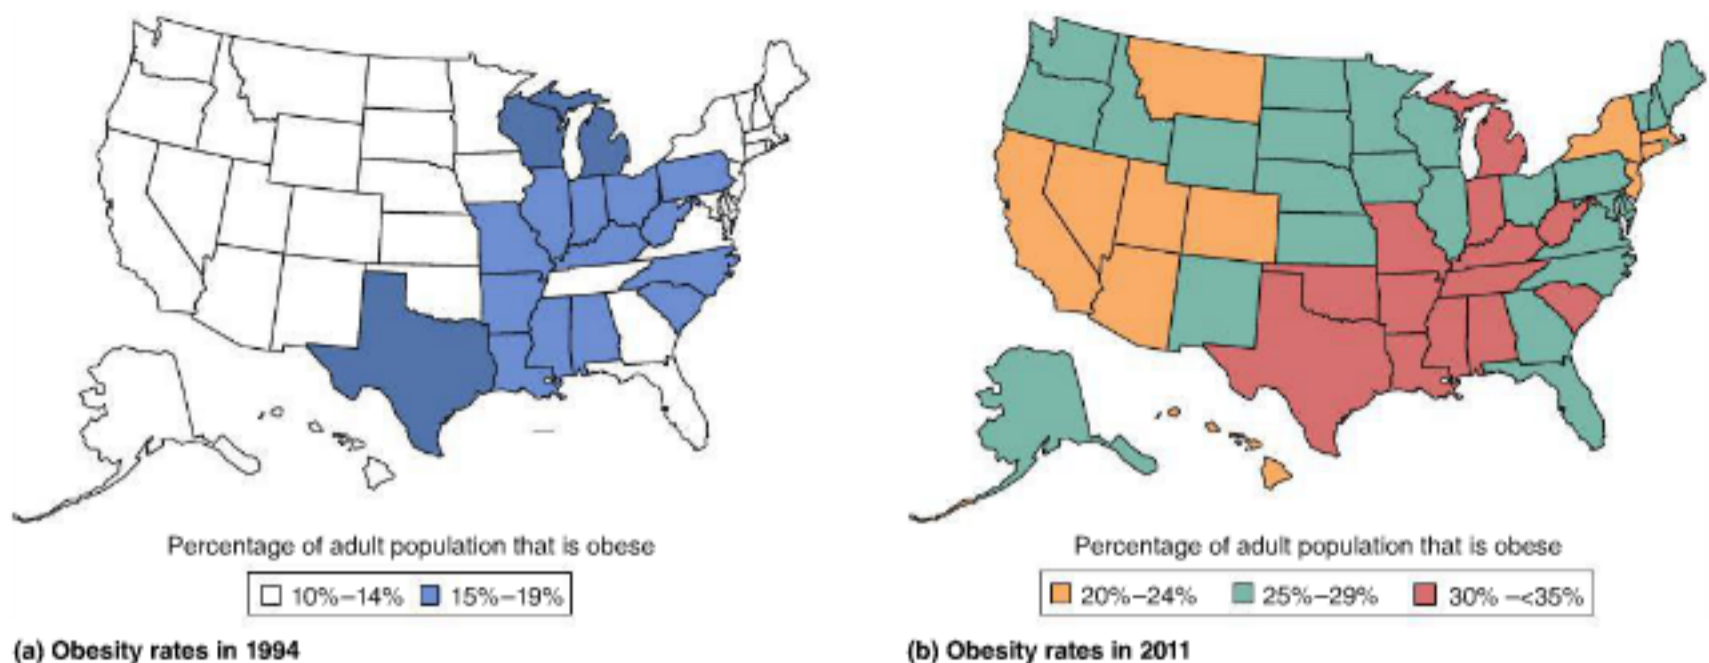 Percentage of adult population that is obese
10%–14% 15%–19%
(a) Obesity rates in 1994
Percentage of adult population that is obese
20%–24% 25%–29% 30% –<35%
(b) Obesity rates in 2011